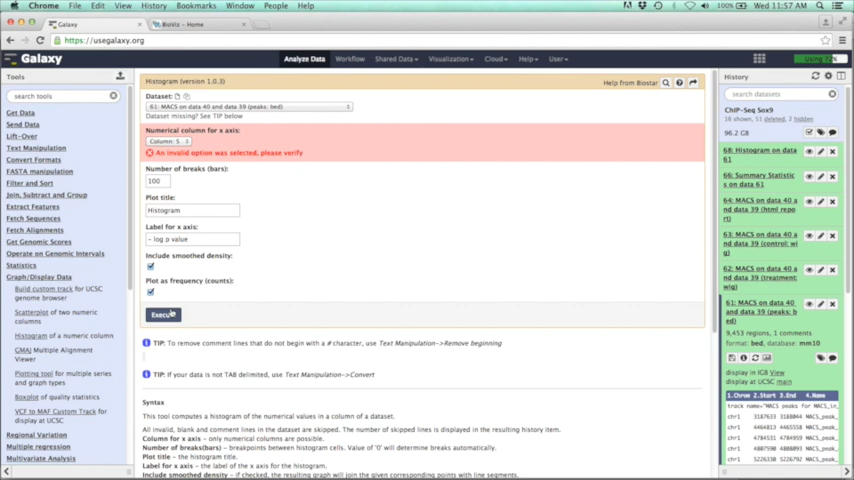 Chrome File Edit View History Bookmarks Window People Help
100% Wed 11:57 AM
Galaxy
BioViz - Home
https://usegalaxy.org
Galaxy
Analyze Data Workflow Shared Data Visualization Cloud Help User
Using 72%
Tools
search tools
Get Data
Send Data
Lift-Over
Text Manipulation
Convert Formats
FASTA manipulation
Filter and Sort
Join, Subtract and Group
Extract Features
Fetch Sequences
Fetch Alignments
Get Genomic Scores
Operate on Genomic Intervals
Statistics
Graph/Display Data
Build custom track for UCSC
genome browser
Scatterplot of two numeric
columns
Histogram of a numeric column
GMAJ Multiple Alignment
Viewer
Plotting tool for multiple series
and graph types
Boxplot of quality statistics
VCF to MAF Custom Track for
display at UCSC
Regional Variation
Multiple regression
Multivariate Analysis
Histogram (version 1.0.3)
Help from Biostar
Dataset:
61: MACS on data 40 and data 39 (peaks: bed)
Dataset missing? See TIP below
Numerical column for x axis:
Column: 5
An invalid option was selected, please verify
Number of breaks (bars):
100
Plot title:
Histogram
Label for x axis:
- log p value
Include smoothed density:
Plot as frequency (counts):
Execute
TIP: To remove comment lines that do not begin with a # character, use Text Manipulation->Remove beginning
TIP: If your data is not TAB delimited, use Text Manipulation->Convert
Syntax
This tool computes a histogram of the numerical values in a column of a dataset.
All invalid, blank and comment lines in the dataset are skipped. The number of skipped lines is displayed in the resulting history item.
Column for x axis - only numerical columns are possible.
Number of breaks(bars) - breakpoints between histogram cells. Value of '0' will determine breaks automatically.
Plot title - the histogram title.
Label for x axis - the label of the x axis for the histogram.
Include smoothed density - if checked, the resulting graph will join the given corresponding points with line segments.
History
search datasets
ChIP-Seq Sox9
16 shown, 51 deleted, 2 hidden
96.2 GB
68: Histogram on data
61
66: Summary Statistic
s on data 61
64: MACS on data 40 a
nd data 39 (html repo
rt)
63: MACS on data 40 a
nd data 39 (control: wi
g)
62: MACS on data 40 a
nd data 39 (treatment:
wig)
61: MACS on data 40
and data 39 (peaks: b
ed)
9,453 regions, 1 comments
format: bed, database: mm10
display in IGB View
display at UCSC main
1.Chrom 2.Start 3.End 4.Name
chr1 3187633 3188044 MACS_peak_
chr1 4464813 4465558 MACS_peak_
chr1 4784531 4784959 MACS_peak_